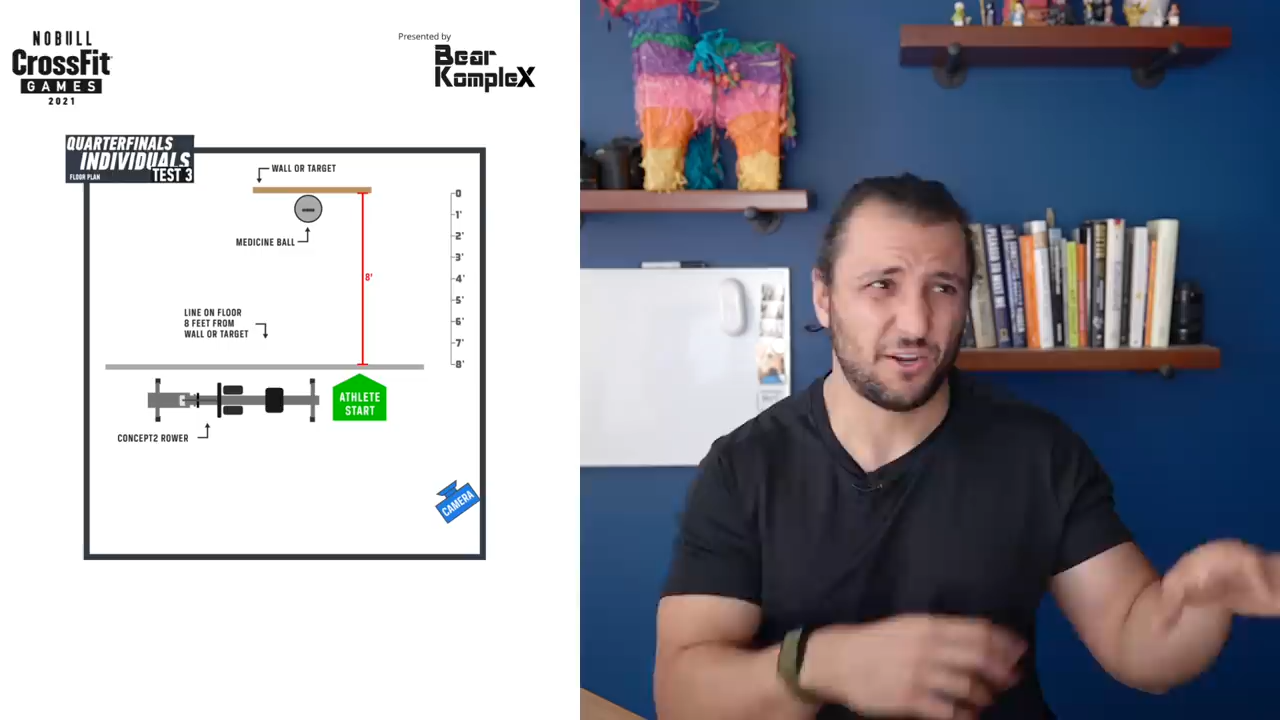 NOBULL
CrossFit
GAMES
2021
Presented by
Bear
KompleX
QUARTERFINALS
INDIVIDUALS
TEST 3
FLOOR PLAN
WALL OR TARGET
MEDICINE BALL
0
1'
2'
3'
4'
5'
6'
7'
8'
8'
LINE ON FLOOR
8 FEET FROM
WALL OR TARGET
ATHLETE
START
CONCEPT2 ROWER
CAMERA